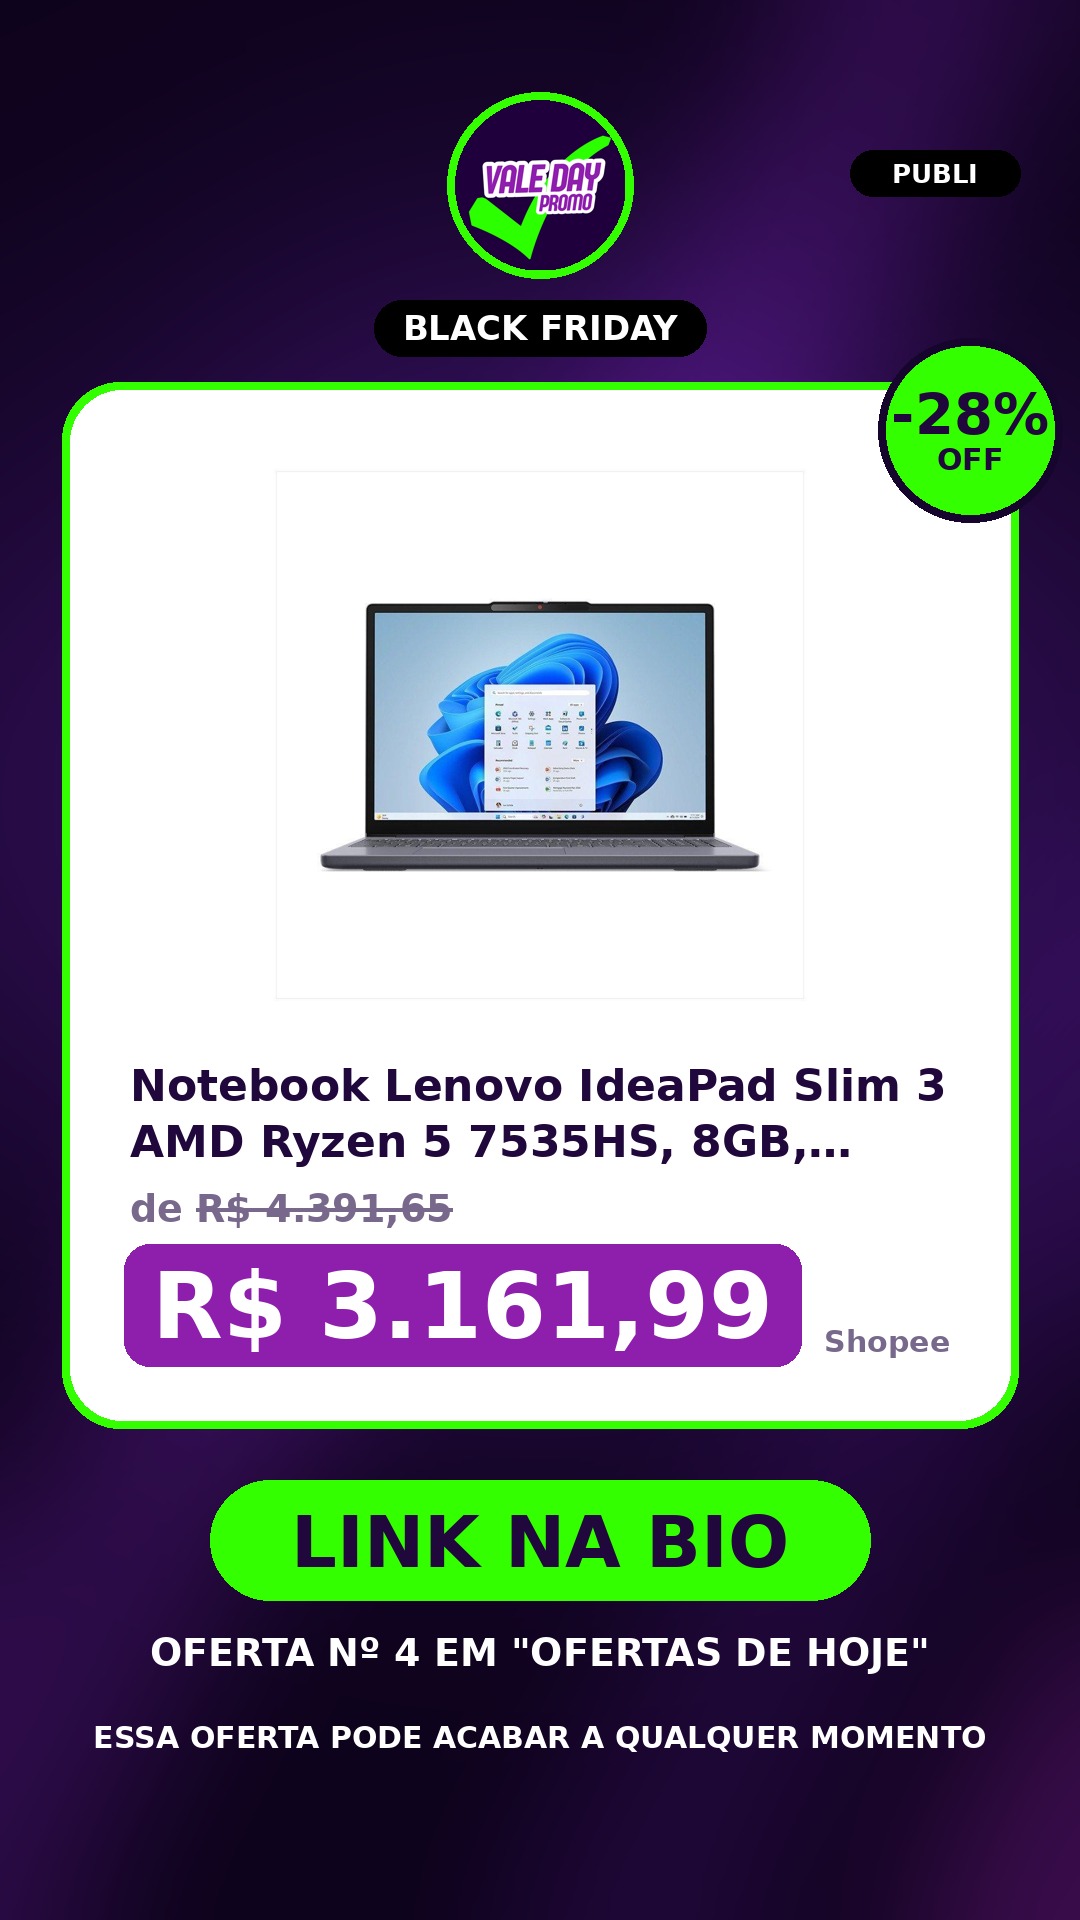 VALE DAY
PROMO
PUBLI
BLACK FRIDAY
-28%
OFF
Notebook Lenovo IdeaPad Slim 3
AMD Ryzen 5 7535HS, 8GB,...
de R$ 4.391,65
R$ 3.161,99
Shopee
LINK NA BIO
OFERTA Nº 4 EM "OFERTAS DE HOJE"
ESSA OFERTA PODE ACABAR A QUALQUER MOMENTO